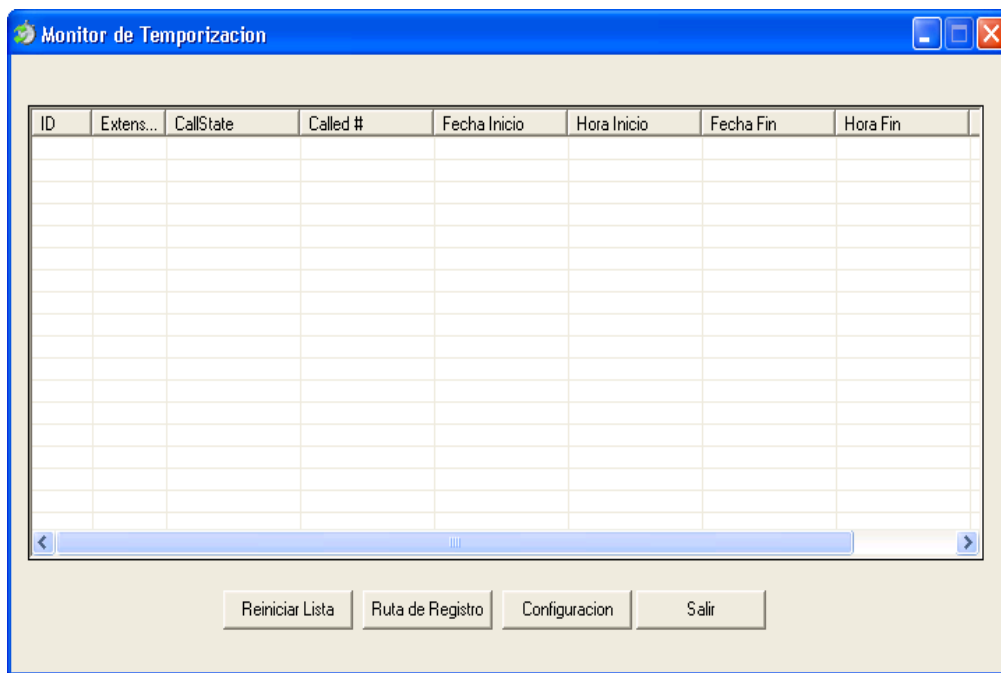 Monitor de Temporizacion
ID Extens... CallState Called # Fecha Inicio Hora Inicio Fecha Fin Hora Fin
Reiniciar Lista Ruta de Registro Configuracion Salir